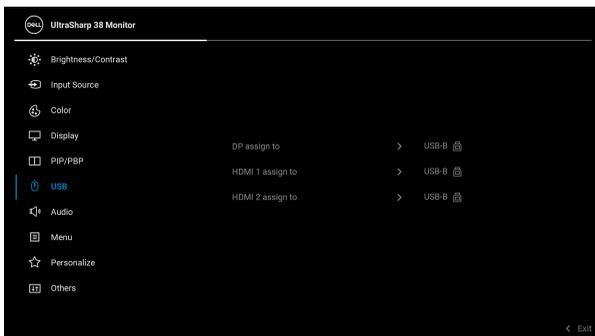 DELL UltraSharp 38 Monitor
Brightness/Contrast
Input Source
Color
Display
PIP/PBP
USB
Audio
Menu
Personalize
Others
DP assign to > USB-B
HDMI 1 assign to > USB-B
HDMI 2 assign to > USB-B
< Exit